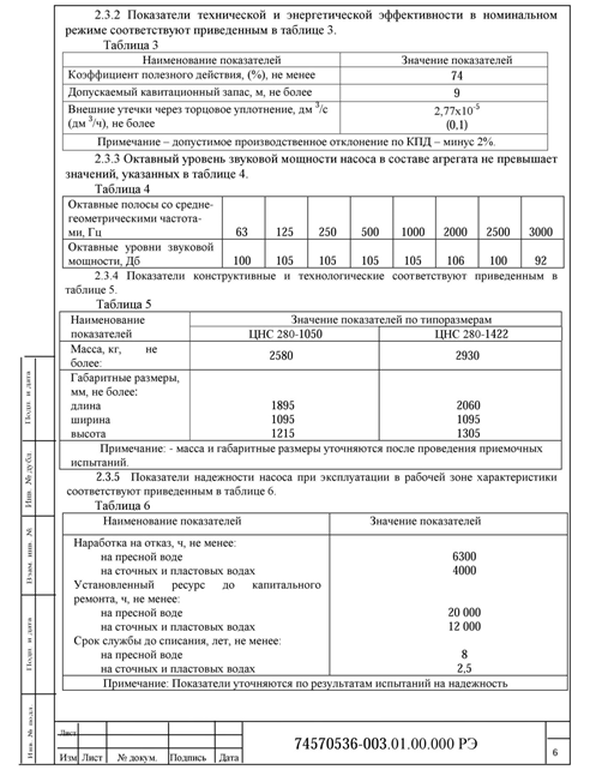 2.3.2 Показатели технической и энергетической эффективности в номинальном
режиме соответствуют приведенным в таблице 3.
Таблица 3
Наименование показателей Значение показателей
Коэффициент полезного действия, (%), не менее 74
Допускаемый кавитационный запас, м, не более 9
Внешние утечки через торцовое уплотнение, дм ³/с 2,77х10⁻⁵
(дм ³/ч), не более (0,1)
Примечание – допустимое производственное отклонение по КПД – минус 2%.
2.3.3 Октавный уровень звуковой мощности насоса в составе агрегата не превышает
значений, указанных в таблице 4.
Таблица 4
Октавные полосы со средне-
геометрическими частота-
ми, Гц 63 125 250 500 1000 2000 2500 3000
Октавные уровни звуковой
мощности, Дб 100 105 105 105 105 106 100 92
2.3.4 Показатели конструктивные и технологические соответствуют приведенным в
таблице 5.
Таблица 5
Наименование Значение показателей по типоразмерам
показателей ЦНС 280-1050 ЦНС 280-1422
Масса, кг, не 2580 2930
более:
Габаритные размеры,
мм, не более:
длина 1895 2060
ширина 1095 1095
высота 1215 1305
Примечание: - масса и габаритные размеры уточняются после проведения приемочных
испытаний.
2.3.5 Показатели надежности насоса при эксплуатации в рабочей зоне характеристики
соответствуют приведенным в таблице 6.
Таблица 6
Наименование показателей Значение показателей
Наработка на отказ, ч, не менее:
на пресной воде 6300
на сточных и пластовых водах 4000
Установленный ресурс до капитального
ремонта, ч, не менее:
на пресной воде 20 000
на сточных и пластовых водах 12 000
Срок службы до списания, лет, не менее:
на пресной воде 8
на сточных и пластовых водах 2,5
Примечание: Показатели уточняются по результатам испытаний на надежность
Подп и дата
Инв. № дубл.
Взам. инв. №
Подп и дата
Инв. № подл.
Лист
74570536-003.01.00.000 РЭ
6
Изм Лист № докум. Подпись Дата